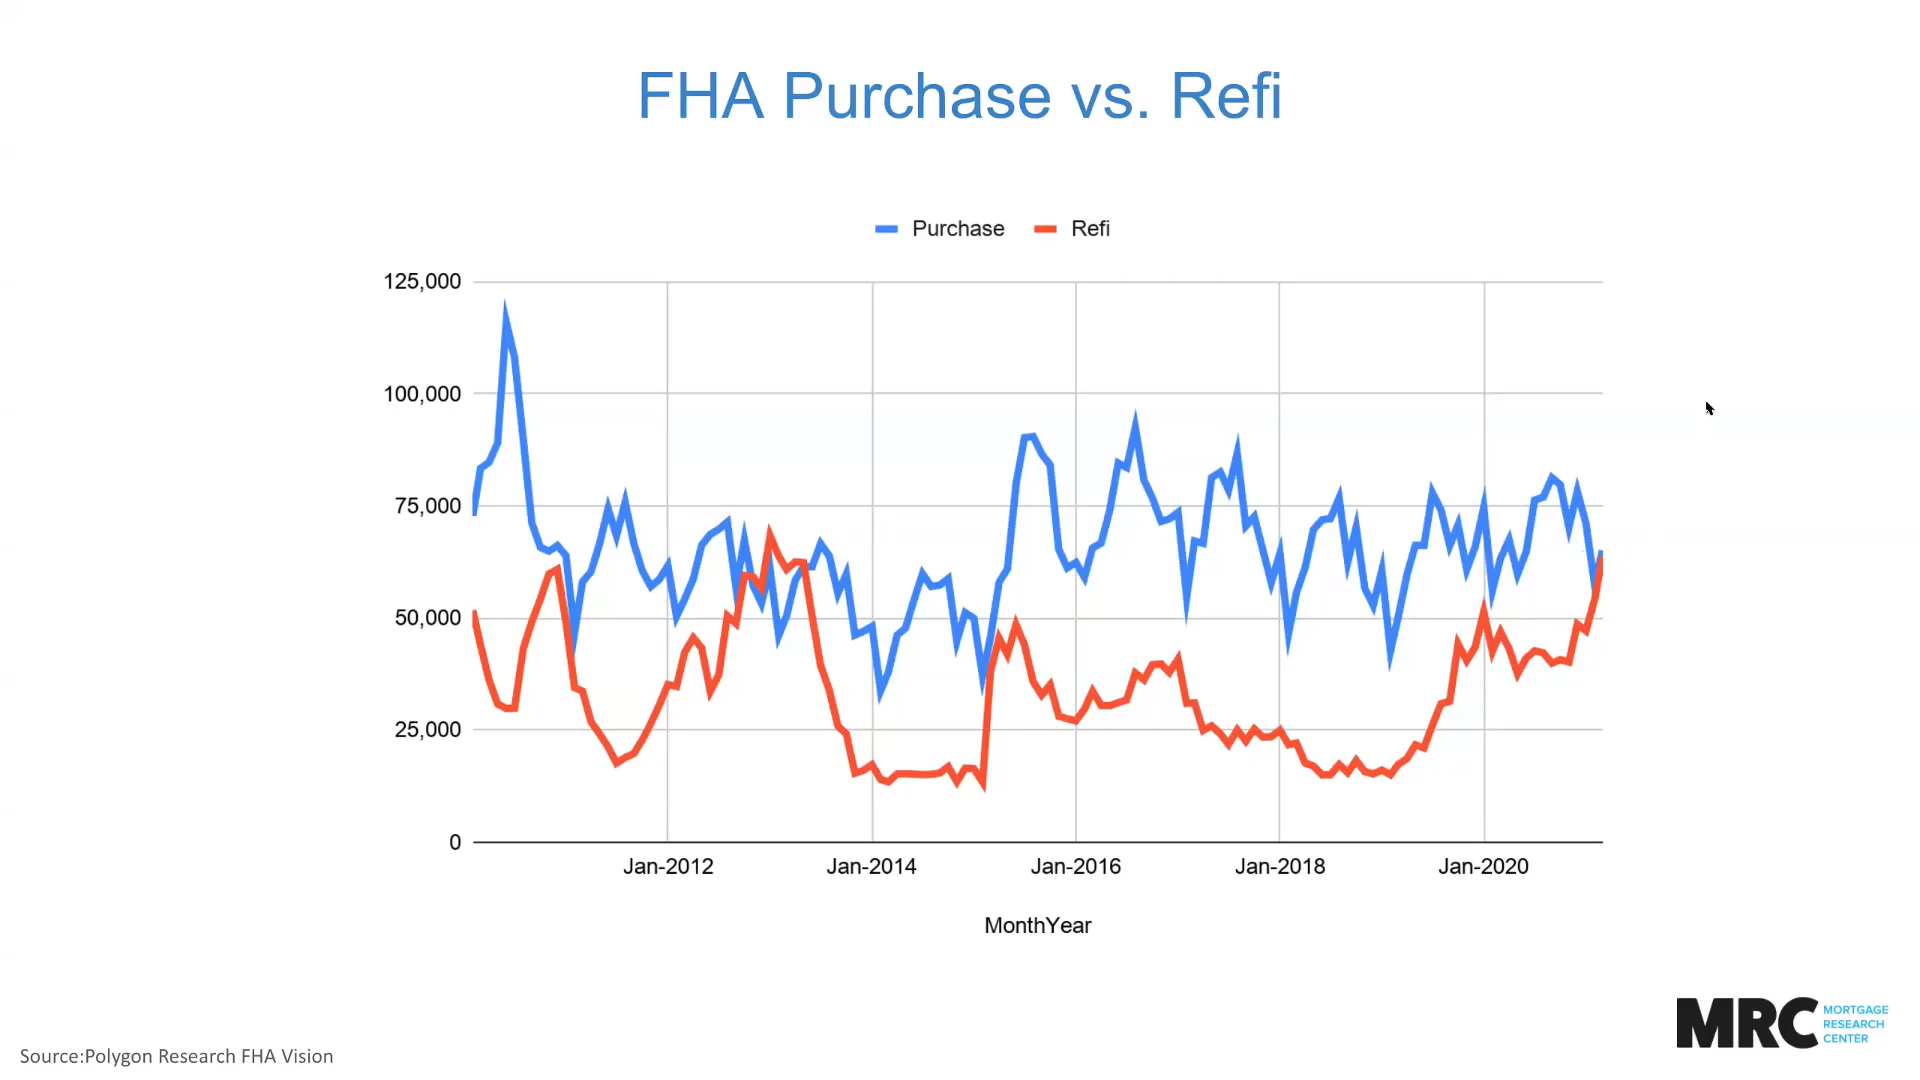 FHA Purchase vs. Refi
Purchase Refi
125,000
100,000
75,000
50,000
25,000
0
Jan-2012 Jan-2014 Jan-2016 Jan-2018 Jan-2020
MonthYear
MRC
MORTGAGE
RESEARCH
CENTER
Source:Polygon Research FHA Vision